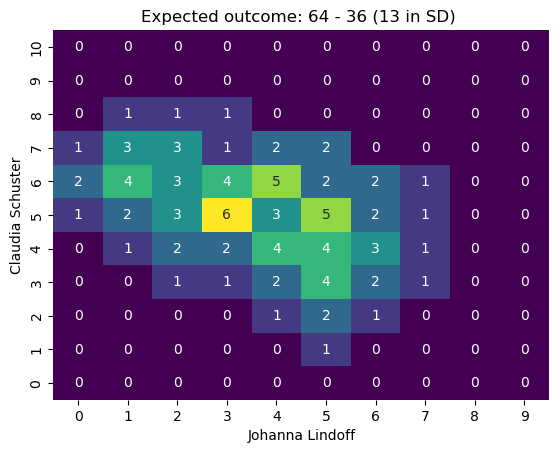 Expected outcome: 64 - 36 (13 in SD)
10 0 0 0 0 0 0 0 0 0 0
9 0 0 0 0 0 0 0 0 0 0
8 0 1 1 1 0 0 0 0 0 0
7 1 3 3 1 2 2 0 0 0 0
6 2 4 3 4 5 2 2 1 0 0
5 1 2 3 6 3 5 2 1 0 0
4 0 1 2 2 4 4 3 1 0 0
3 0 0 1 1 2 4 2 1 0 0
2 0 0 0 0 1 2 1 0 0 0
1 0 0 0 0 0 1 0 0 0 0
0 0 0 0 0 0 0 0 0 0 0
0 1 2 3 4 5 6 7 8 9
Claudia Schuster
Johanna Lindoff